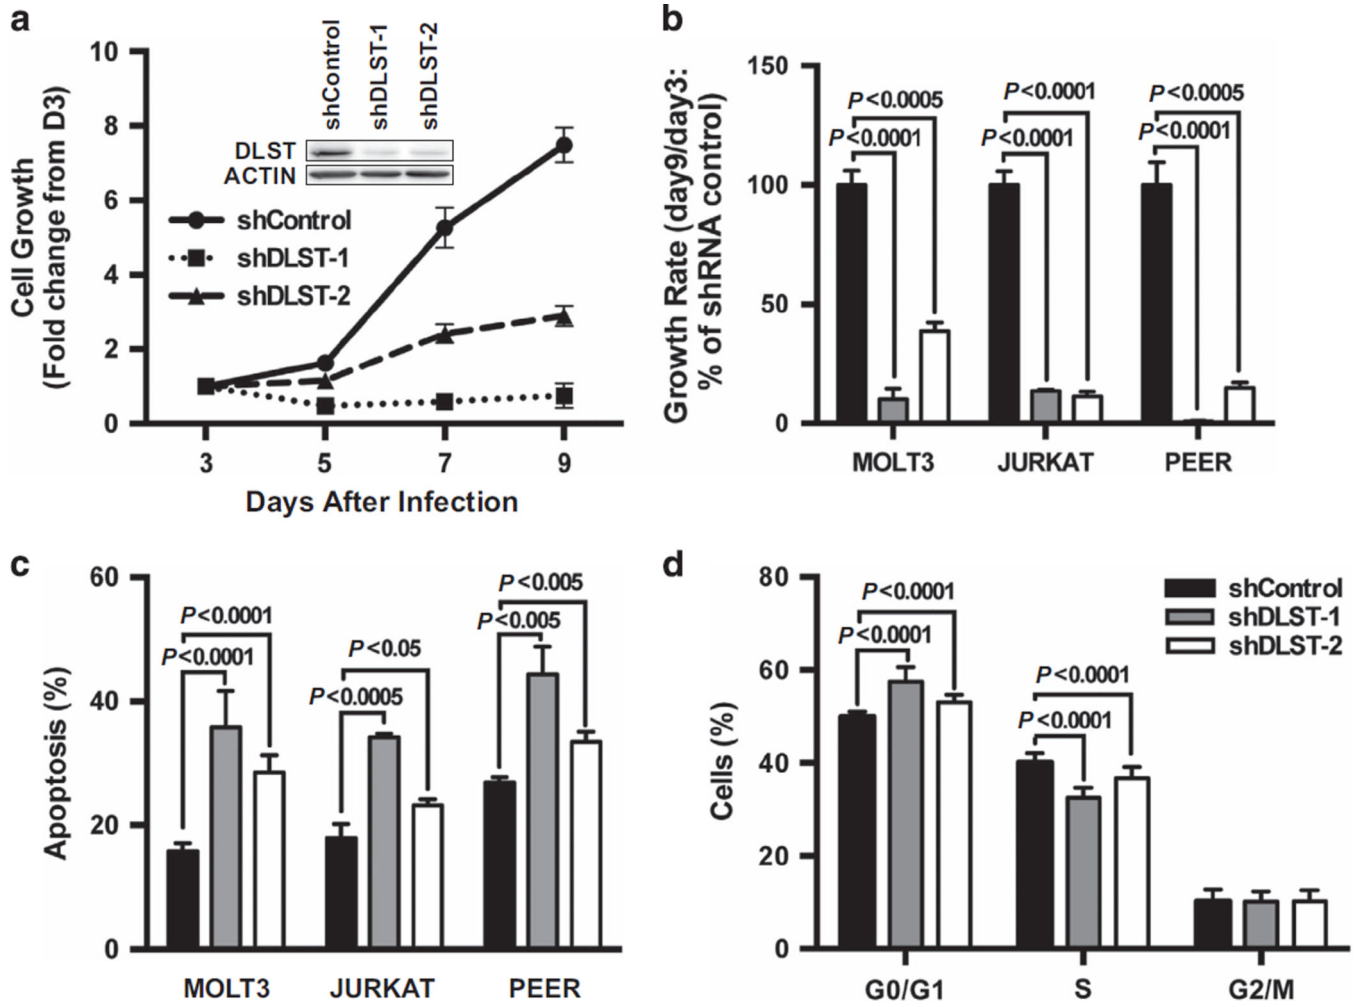 a
10
8
6
4
2
0
Cell Growth
(Fold change from D3)
shControl
shDLST-1
shDLST-2
DLST
ACTIN
shControl
shDLST-1
shDLST-2
3 5 7 9
Days After Infection
b
150
100
50
0
Growth Rate (day9/day3:
% of shRNA control)
P<0.0005
P<0.0001
P<0.0001
P<0.0001
P<0.0005
P<0.0001
MOLT3 JURKAT PEER
c
60
40
20
0
Apoptosis (%)
P<0.0001
P<0.0001
P<0.05
P<0.0005
P<0.005
P<0.005
MOLT3 JURKAT PEER
d
80
60
40
20
0
Cells (%)
P<0.0001
P<0.0001
P<0.0001
P<0.0001
shControl
shDLST-1
shDLST-2
G0/G1 S G2/M